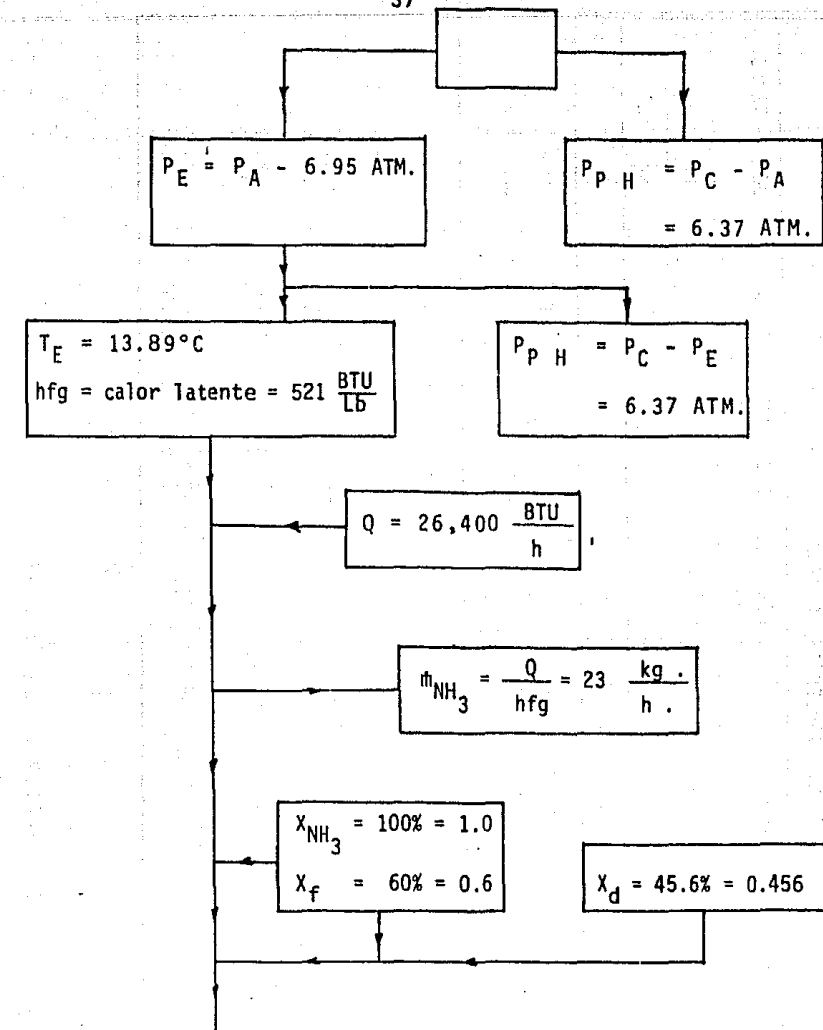 37
P_E = P_A - 6.95 ATM.
P_P H = P_C - P_A
= 6.37 ATM.
T_E = 13.89°C
hfg = calor latente = 521 BTU/Lb
P_P H = P_C - P_E
= 6.37 ATM.
Q = 26,400 BTU/h
ṁ_NH3 = Q/hfg = 23 kg./h.
X_NH3 = 100% = 1.0
X_f = 60% = 0.6
X_d = 45.6% = 0.456